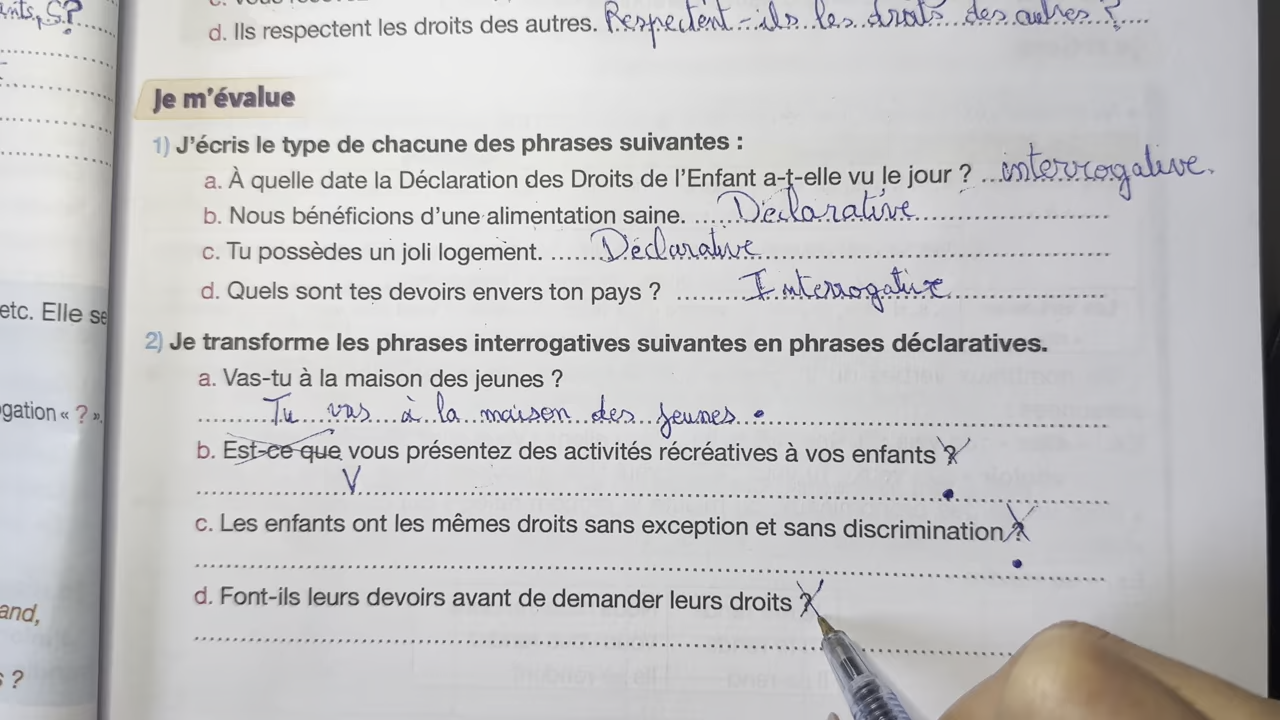 d. Ils respectent les droits des autres. Respectent-ils les droits des autres ?
Je m'évalue
1) J'écris le type de chacune des phrases suivantes :
a. À quelle date la Déclaration des Droits de l'Enfant a-t-elle vu le jour ? interrogative.
b. Nous bénéficions d'une alimentation saine. Déclarative
c. Tu possèdes un joli logement. Déclarative
d. Quels sont tes devoirs envers ton pays ? Interrogative
etc. Elle se
2) Je transforme les phrases interrogatives suivantes en phrases déclaratives.
a. Vas-tu à la maison des jeunes ?
gation « ? ».
Tu vas à la maison des jeunes.
b. Est-ce que vous présentez des activités récréatives à vos enfants ?
V .
c. Les enfants ont les mêmes droits sans exception et sans discrimination ?
.
d. Font-ils leurs devoirs avant de demander leurs droits ?
and,
?